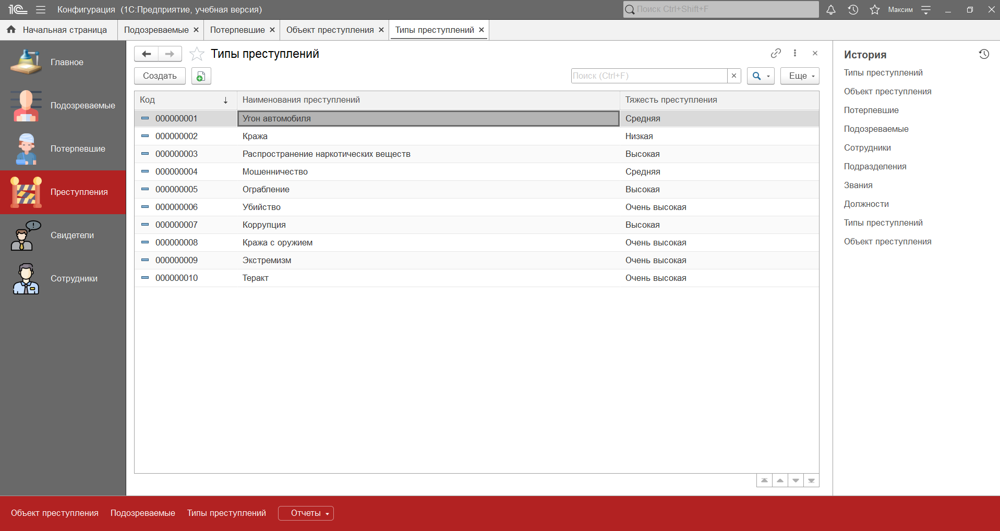 1С Конфигурация (1С:Предприятие, учебная версия) Поиск Ctrl+Shift+F Максим
Начальная страница Подозреваемые × Потерпевшие × Объект преступления × Типы преступлений ×
Главное
Подозреваемые
Потерпевшие
Преступления
Свидетели
Сотрудники
Типы преступлений
Создать Поиск (Ctrl+F) × Еще
Код ↓ Наименования преступлений Тяжесть преступления
000000001 Угон автомобиля Средняя
000000002 Кража Низкая
000000003 Распространение наркотических веществ Высокая
000000004 Мошенничество Средняя
000000005 Ограбление Высокая
000000006 Убийство Очень высокая
000000007 Коррупция Высокая
000000008 Кража с оружием Очень высокая
000000009 Экстремизм Очень высокая
000000010 Теракт Очень высокая
История
Типы преступлений
Объект преступления
Потерпевшие
Подозреваемые
Сотрудники
Подразделения
Звания
Должности
Типы преступлений
Объект преступления
Объект преступления Подозреваемые Типы преступлений Отчеты